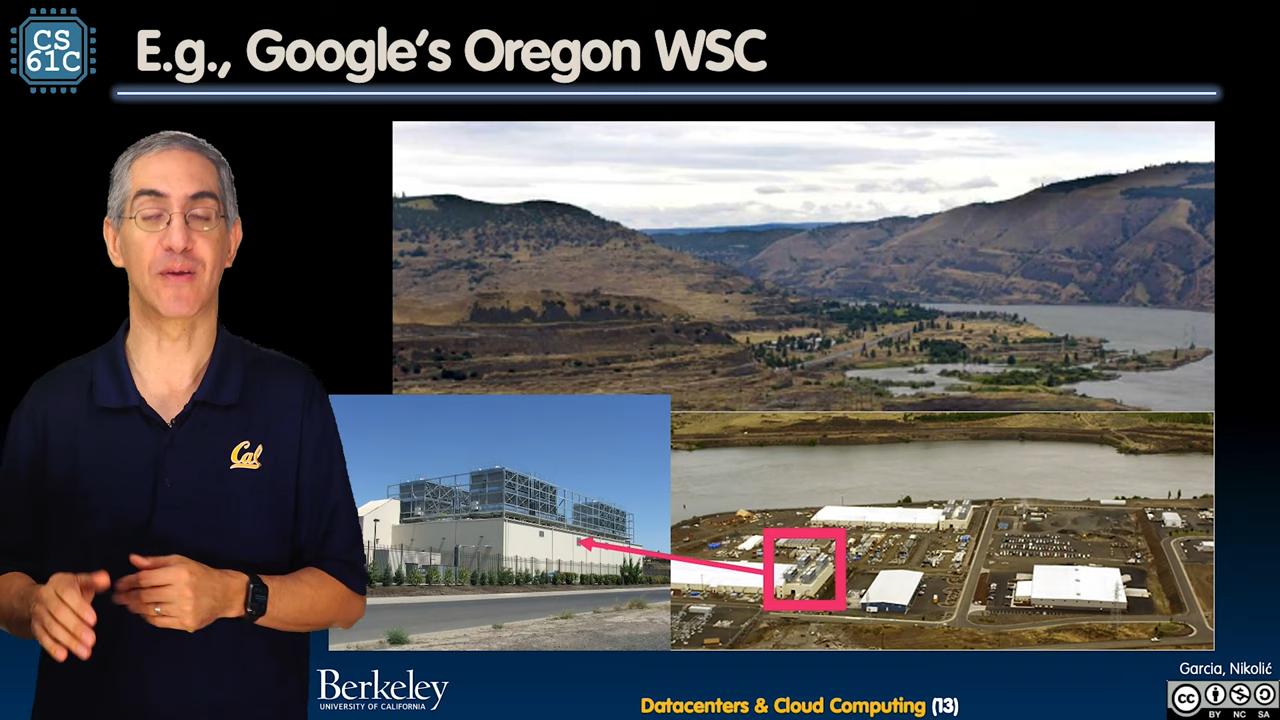 CS
61C
E.g., Google's Oregon WSC
Cal
Berkeley
UNIVERSITY OF CALIFORNIA
Datacenters & Cloud Computing (13)
Garcia, Nikolić
cc
BY NC SA